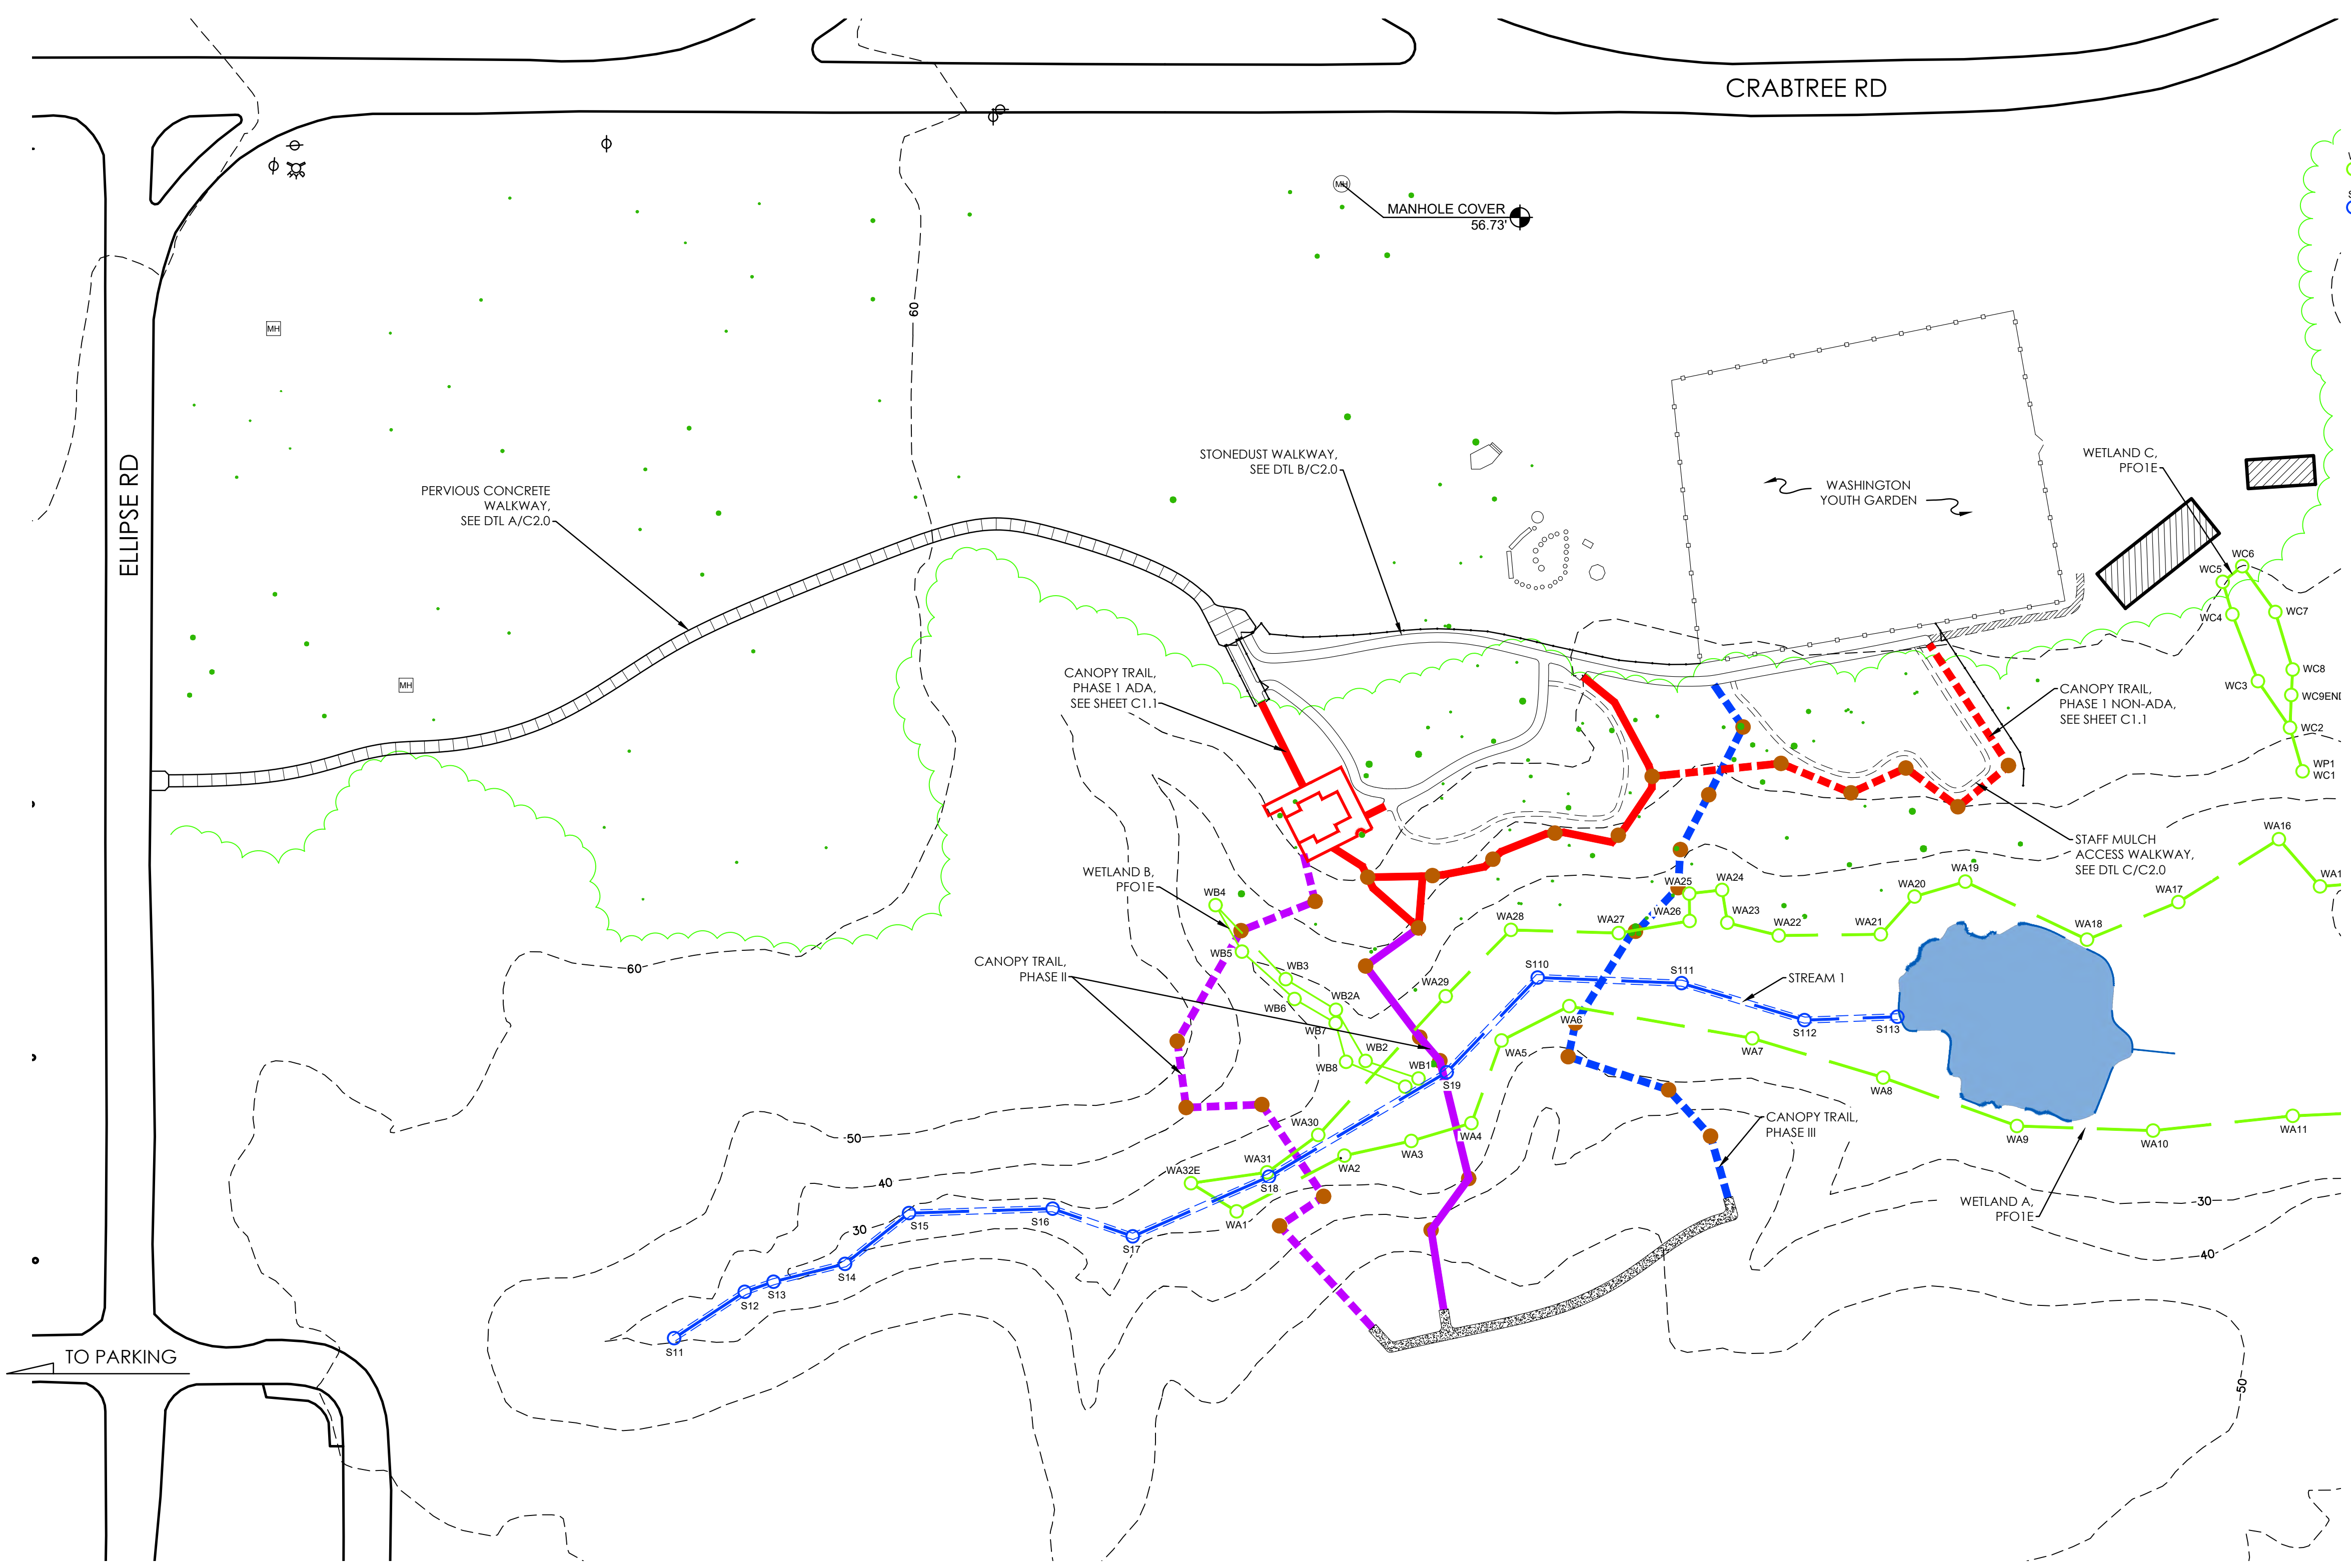 CRABTREE RD
MH
MANHOLE COVER
56.73'
60
MH
ELLIPSE RD
STONEDUST WALKWAY,
SEE DTL B/C2.0
WETLAND C,
PFO1E
PERVIOUS CONCRETE
WALKWAY,
SEE DTL A/C2.0
WASHINGTON
YOUTH GARDEN
WC6
WC5
WC7
WC4
WC8
WC3
WC9END
WC2
WP1
WC1
MH
CANOPY TRAIL,
PHASE 1 ADA,
SEE SHEET C1.1
CANOPY TRAIL,
PHASE 1 NON-ADA,
SEE SHEET C1.1
STAFF MULCH
ACCESS WALKWAY,
SEE DTL C/C2.0
WETLAND B,
PFO1E
WB4
WB5
WB3
WB6
WB2A
WB7
WB2
WB8
WB1
WA16
WA17
WA18
WA19
WA20
WA21
WA22
WA23
WA24
WA25
WA26
WA27
WA28
WA29
60
CANOPY TRAIL,
PHASE II
S110
S111
STREAM 1
S112
S113
WA6
WA5
WA7
WA8
S19
WA4
WA3
WA2
WA30
WA31
WA32E
S18
WA1
50
40
30
S11
S12
S13
S14
S15
S16
S17
CANOPY TRAIL,
PHASE III
WA9
WA10
WA11
WETLAND A,
PFO1E
30
40
50
TO PARKING